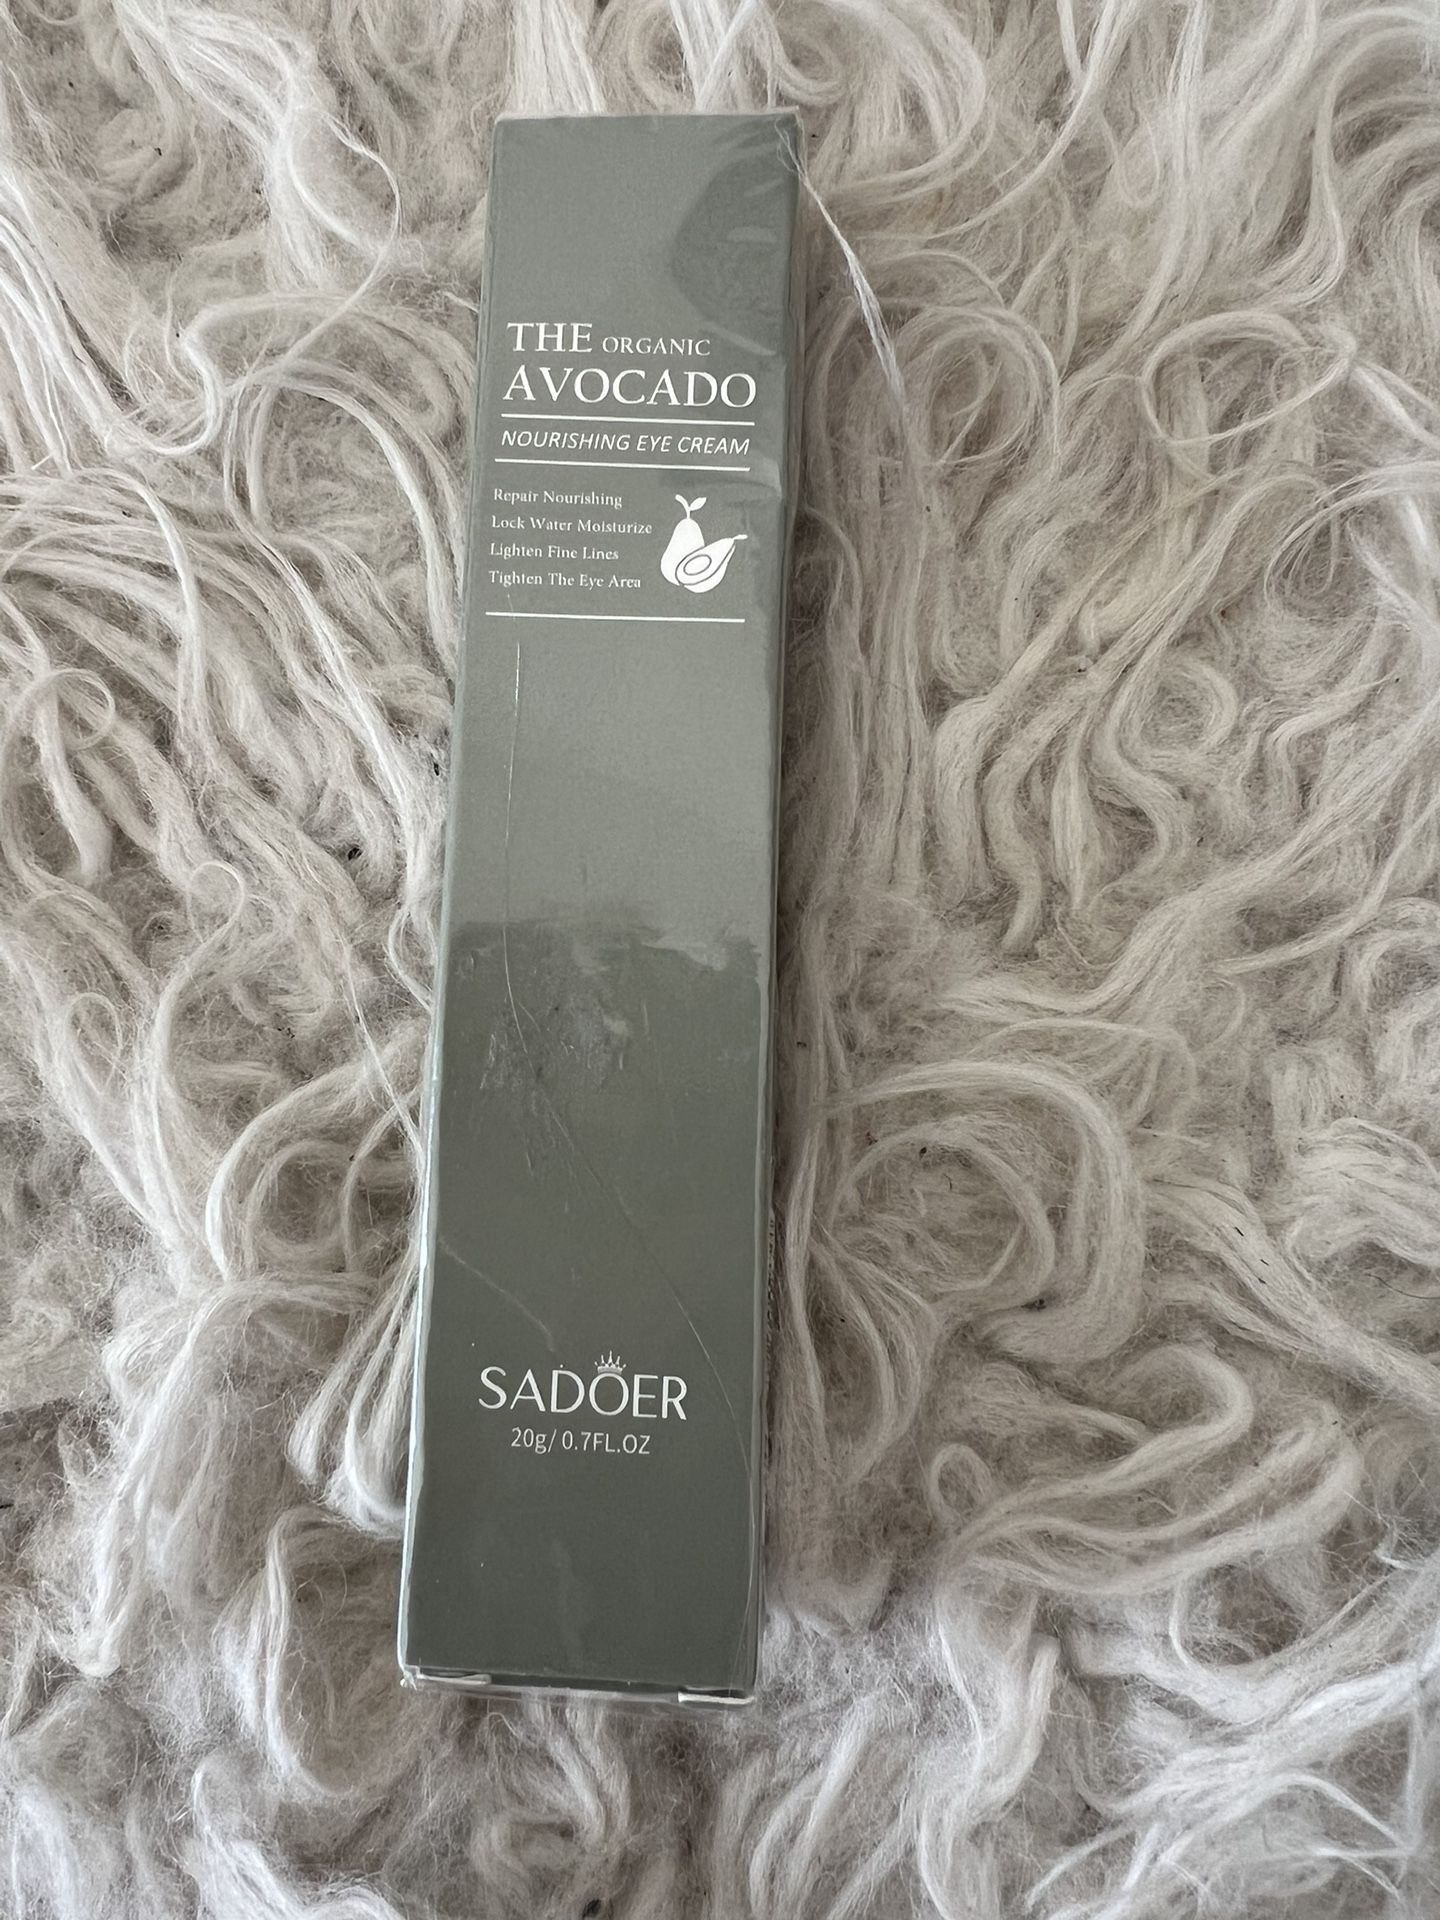 THE ORGANIC
AVOCADO
NOURISHING EYE CREAM
Repair Nourishing
Lock Water Moisturize
Lighten Fine Lines
Tighten The Eye Area
SADOER
20g/ 0.7FL.OZ